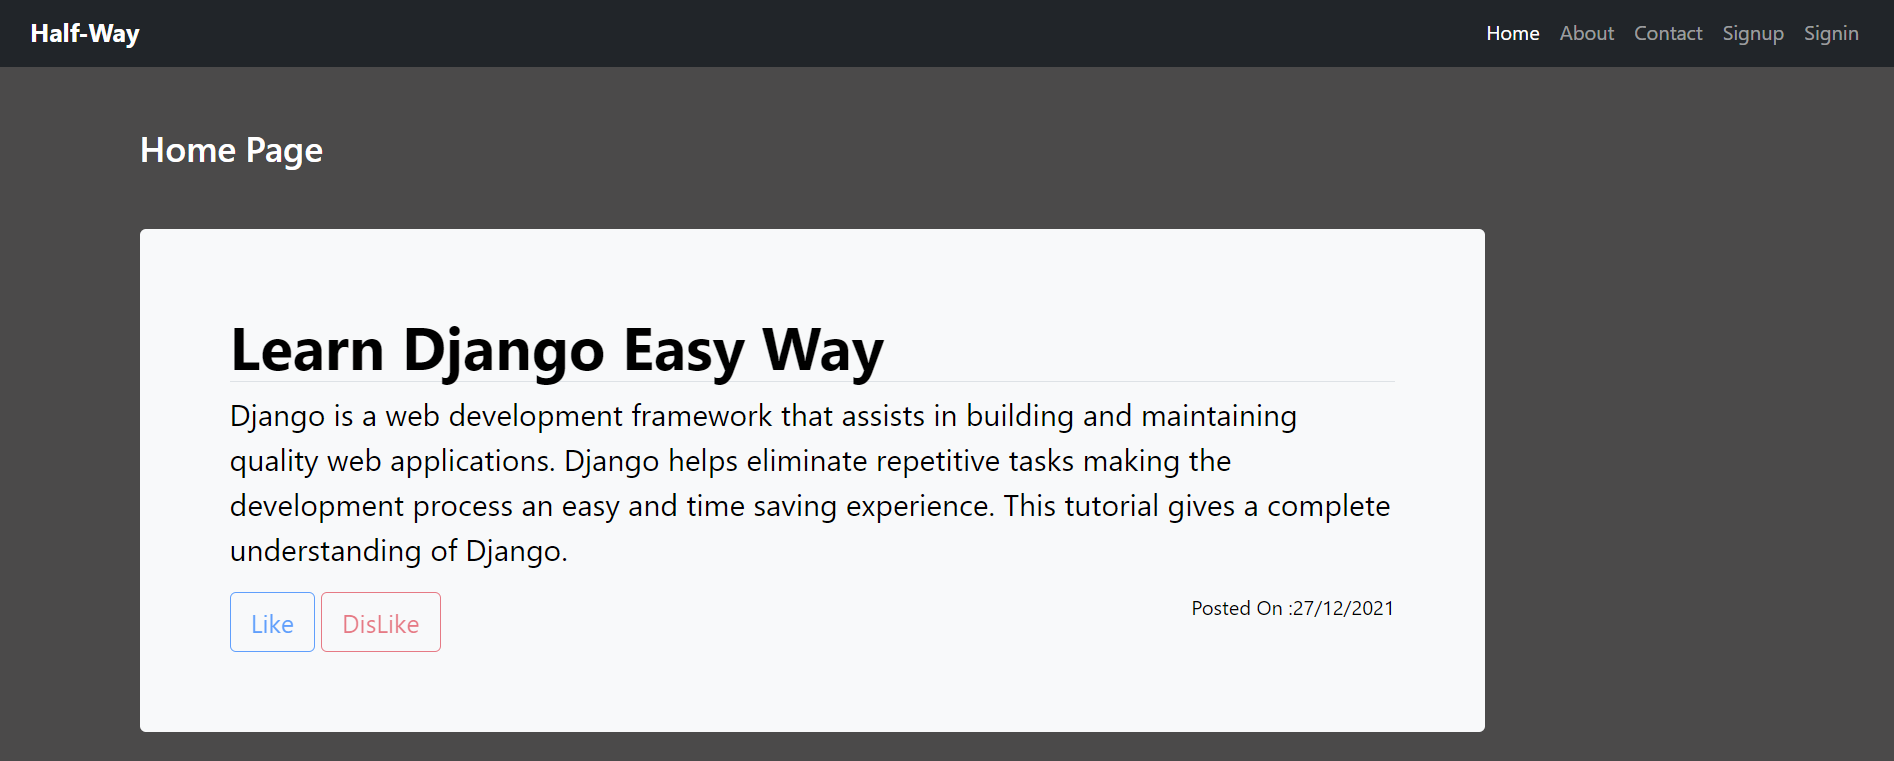 Half-Way
Home About Contact Signup Signin
Home Page
Learn Django Easy Way
Django is a web development framework that assists in building and maintaining
quality web applications. Django helps eliminate repetitive tasks making the
development process an easy and time saving experience. This tutorial gives a complete
understanding of Django.
Like DisLike
Posted On :27/12/2021